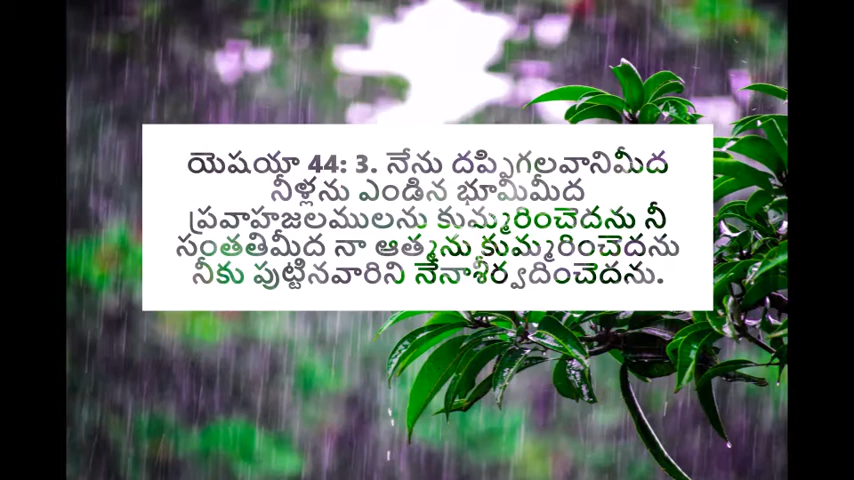 యెషయా 44: 3. నేను దప్పిగలవానిమీద
నీళ్లను ఎండిన భూమిమీద
ప్రవాహజలములను కుమ్మరించెదను నీ
సంతతిమీద నా ఆత్మను కుమ్మరించెదను
నీకు పుట్టినవారిని నేనాశీర్వదించెదను.